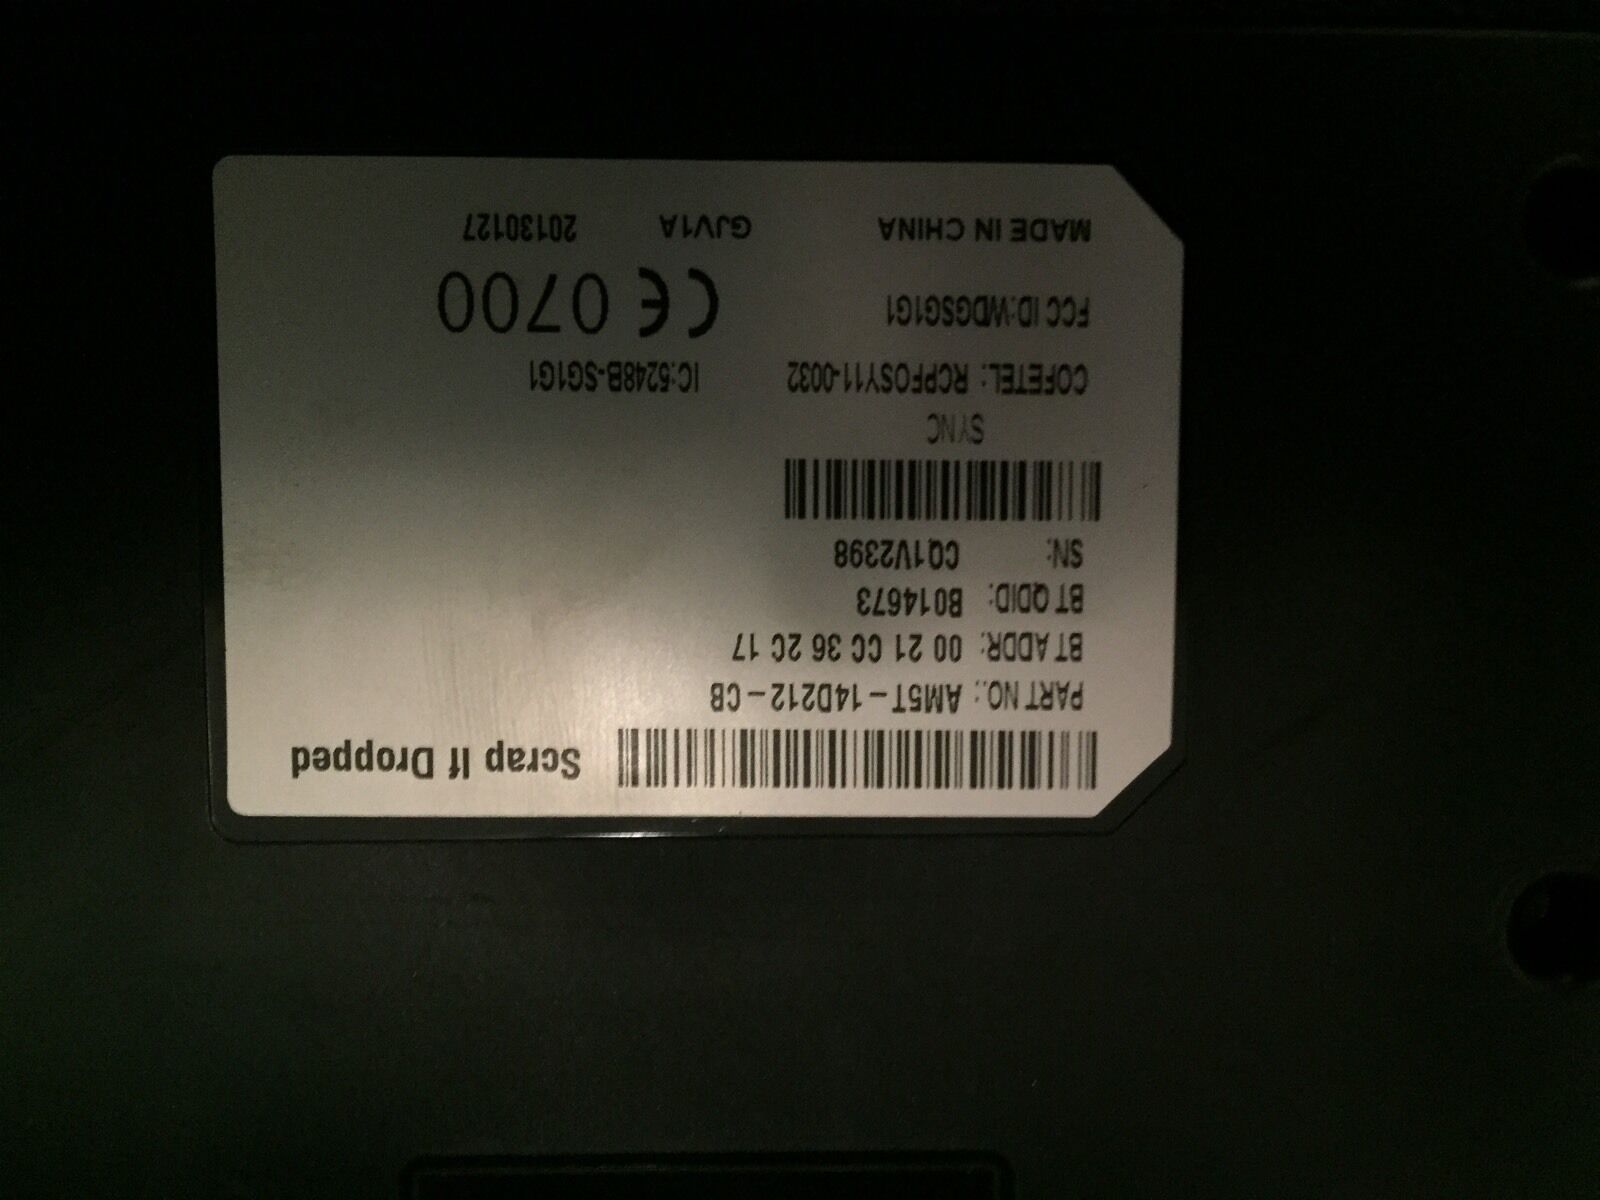 Scrap If Dropped
PART NO.: AM5T-14D212-CB
BT ADDR: 00 21 CC 36 2C 17
BT QDID: B014673
SN: CQ1V2398
SYNC
COFETEL: RCPFOSY11-0032 IC:5248B-SG1G1
FCC ID:WDGSG1G1 CE 0700
MADE IN CHINA GJV1A 20130127